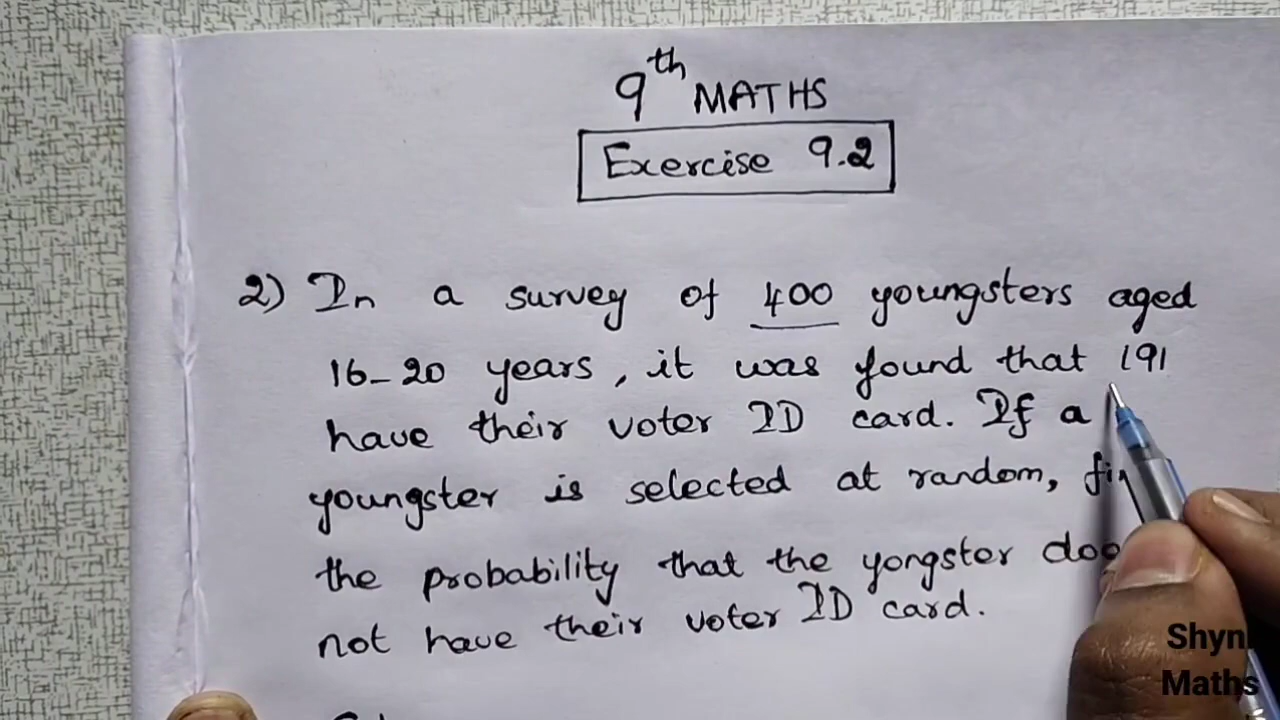 9th MATHS
Exercise 9.2
2) In a survey of 400 youngsters aged
16-20 years, it was found that 191
have their voter ID card. If a
youngster is selected at random,
the probability that the yongster
not have their voter ID card.
Shyni
Maths